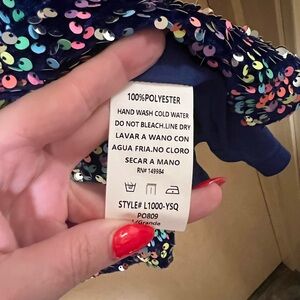 100%POLYESTER
HAND WASH COLD WATER
DO NOT BLEACH.LINE DRY
LAVAR A WANO CON
AGUA FRIA.NO CLORO
SECAR A MANO
RN# 149984
STYLE# L1000-YSQ
PO809
L/Grande